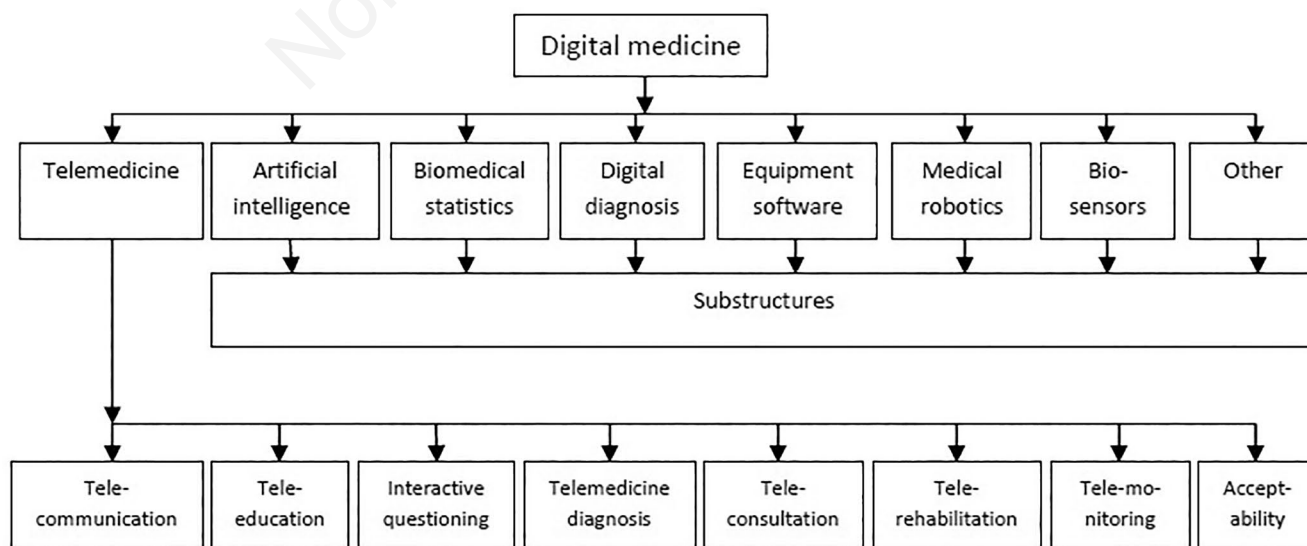 Digital medicine
Telemedicine
Artificial
intelligence
Biomedical
statistics
Digital
diagnosis
Equipment
software
Medical
robotics
Bio-
sensors
Other
Substructures
Tele-
communication
Tele-
education
Interactive
questioning
Telemedicine
diagnosis
Tele-
consultation
Tele-
rehabilitation
Tele-mo-
nitoring
Accept-
ability